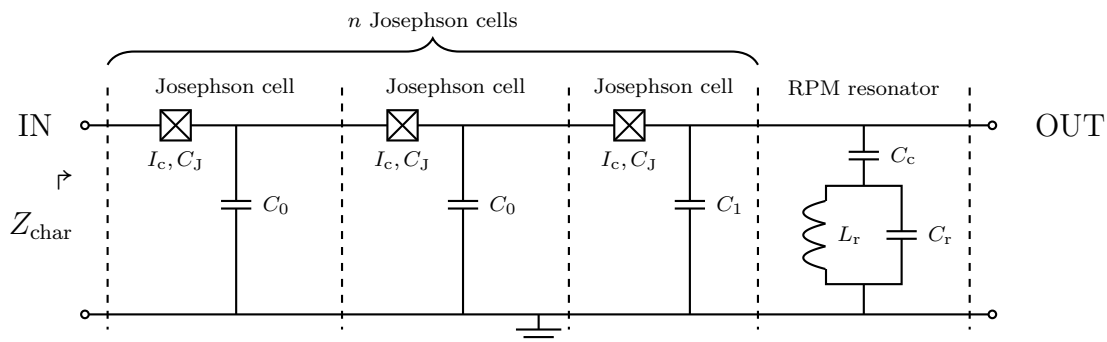 n Josephson cells
Josephson cell
Josephson cell
Josephson cell
RPM resonator
IN
OUT
I_c, C_J
I_c, C_J
I_c, C_J
C_c
Z_char
C_0
C_0
C_1
L_r
C_r